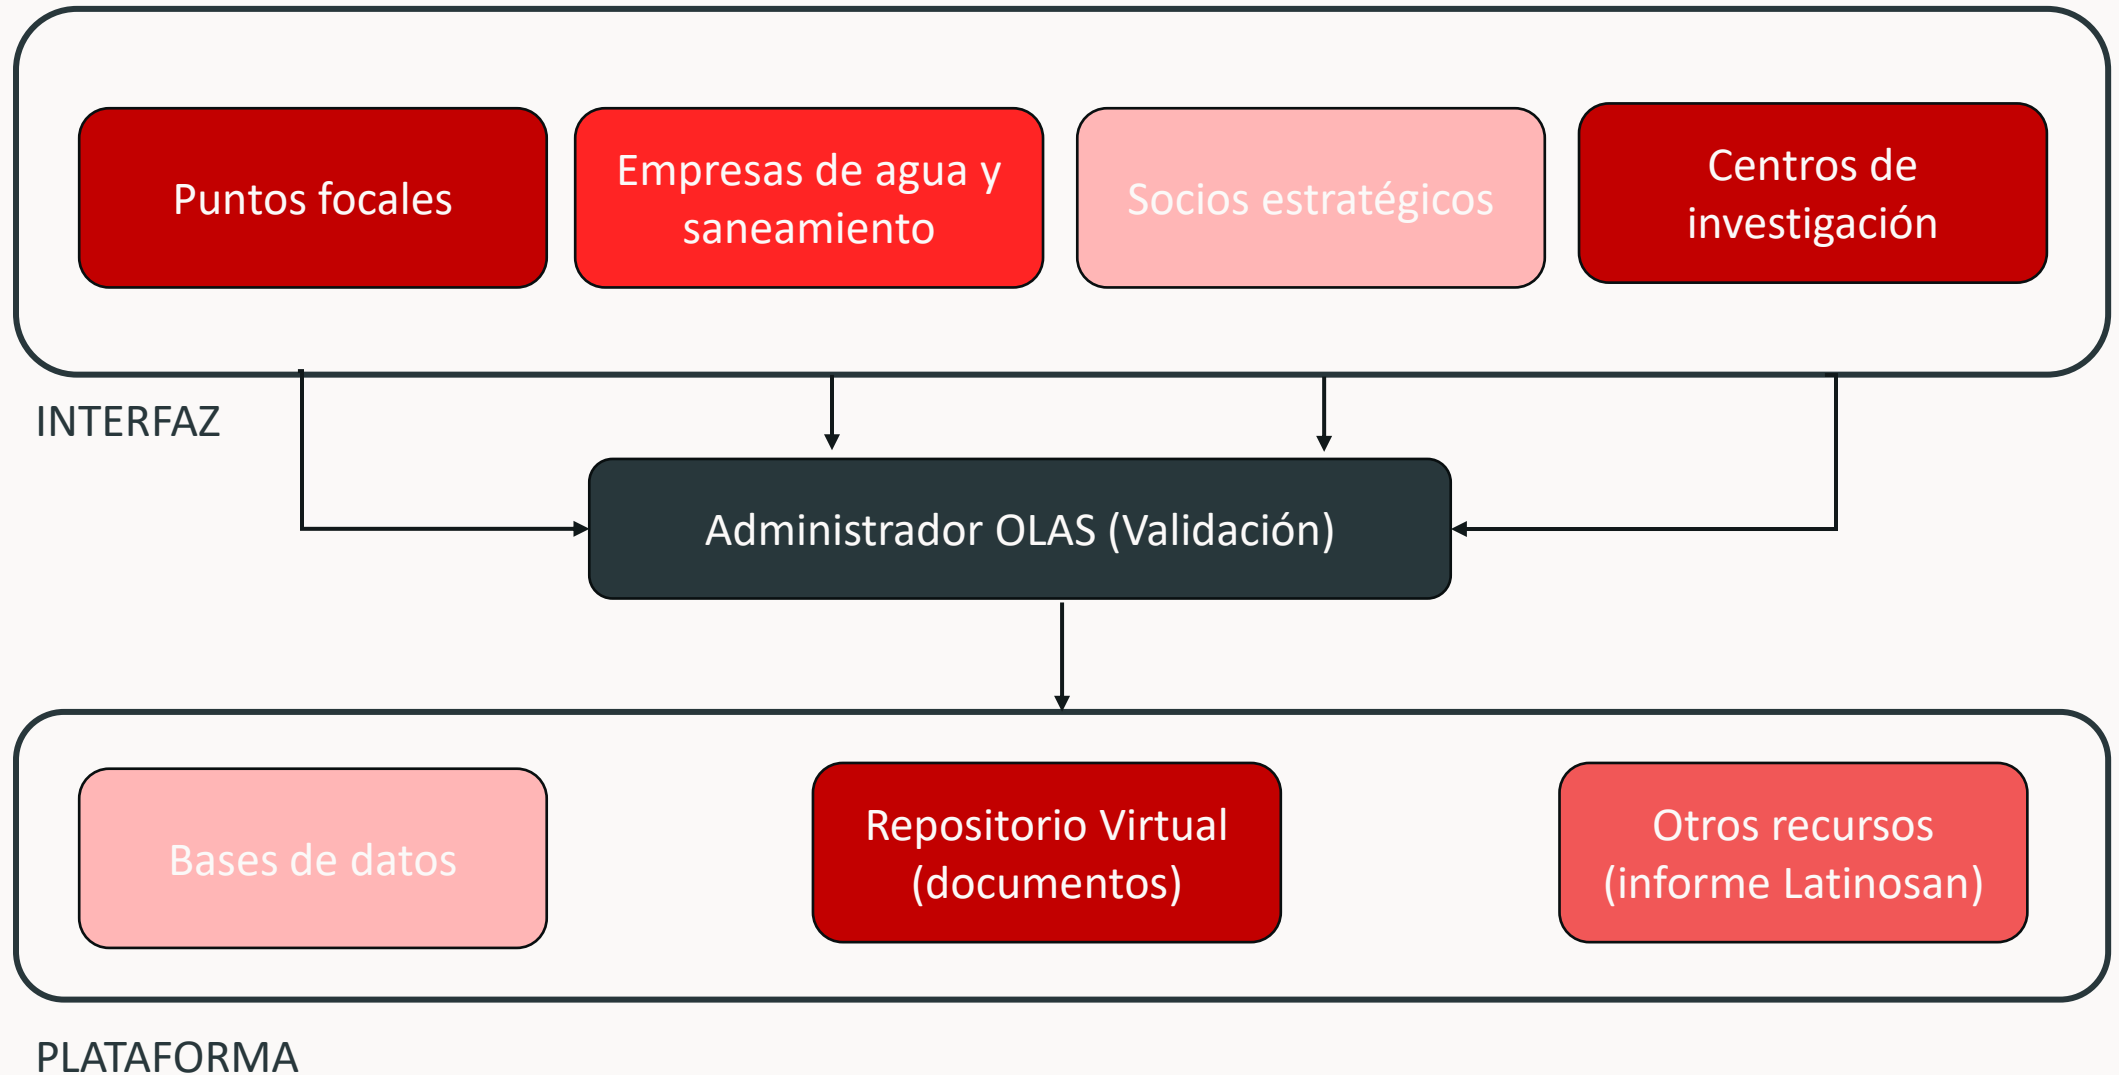 Puntos focales
Empresas de agua y
saneamiento
Socios estratégicos
Centros de
investigación
INTERFAZ
Administrador OLAS (Validación)
Bases de datos
Repositorio Virtual
(documentos)
Otros recursos
(informe Latinosan)
PLATAFORMA